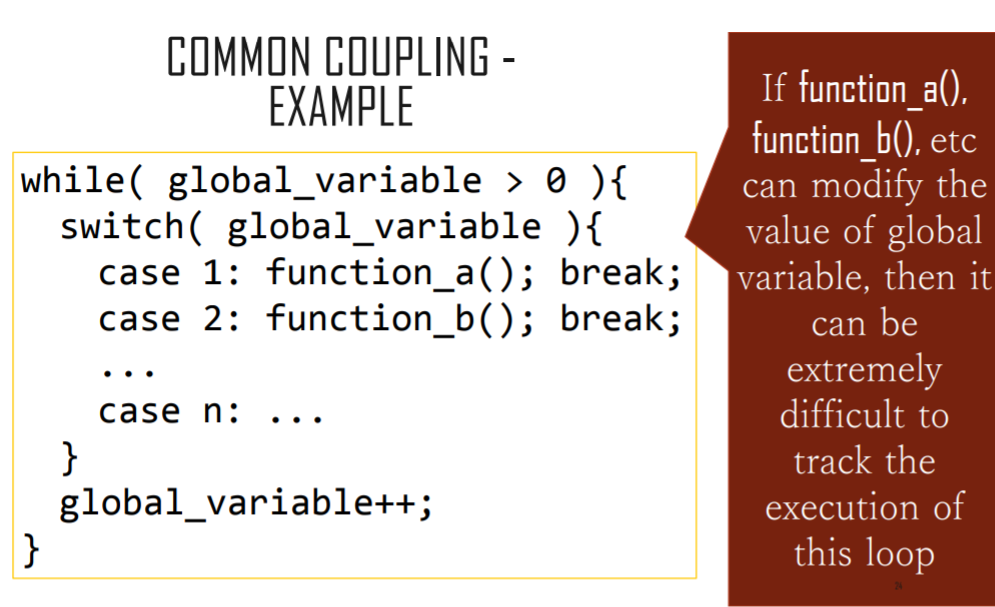 COMMON COUPLING -
EXAMPLE
while( global_variable > 0 ){
switch( global_variable ){
case 1: function_a(); break;
case 2: function_b(); break;
...
case n: ...
}
global_variable++;
}
If function_a(),
function_b(), etc
can modify the
value of global
variable, then it
can be
extremely
difficult to
track the
execution of
this loop